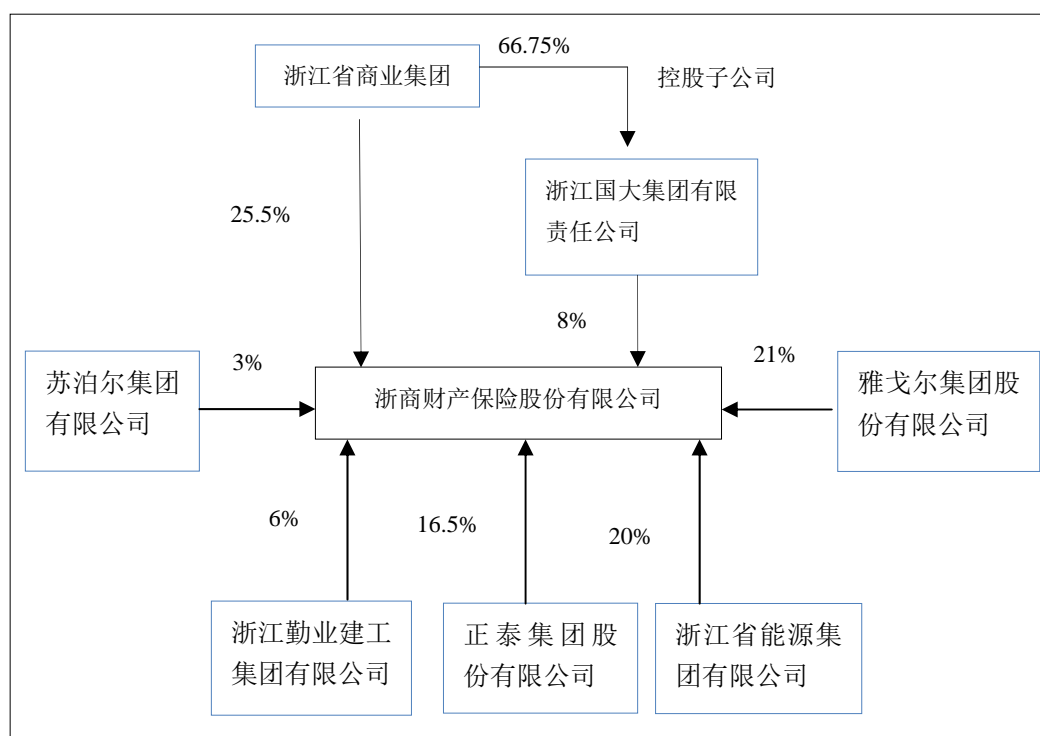 66.75%
浙江省商业集团
控股子公司
浙江国大集团有限
责任公司
25.5%
8%
3%
21%
苏泊尔集团
有限公司
浙商财产保险股份有限公司
雅戈尔集团股
份有限公司
6%
16.5%
20%
浙江勤业建工
集团有限公司
正泰集团股
份有限公司
浙江省能源集
团有限公司